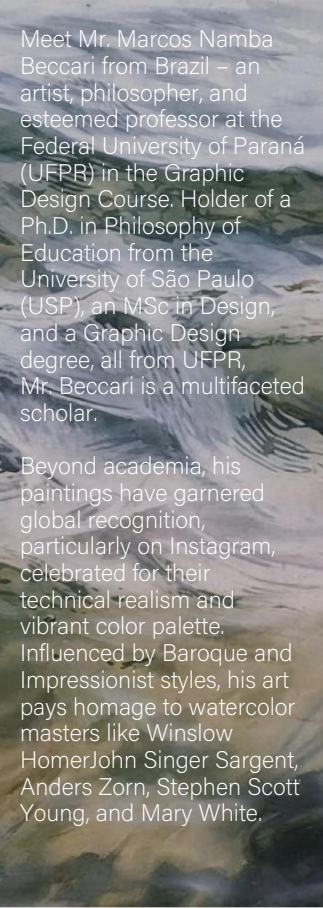 Meet Mr. Marcos Namba
Beccari from Brazil – an
artist, philosopher, and
esteemed professor at the
Federal University of Paraná
(UFPR) in the Graphic
Design Course. Holder of a
Ph.D. in Philosophy of
Education from the
University of São Paulo
(USP), an MSc in Design,
and a Graphic Design
degree, all from UFPR,
Mr. Beccari is a multifaceted
scholar.

Beyond academia, his
paintings have garnered
global recognition,
particularly on Instagram,
celebrated for their
technical realism and
vibrant color palette.
Influenced by Baroque and
Impressionist styles, his art
pays homage to watercolor
masters like Winslow
HomerJohn Singer Sargent,
Anders Zorn, Stephen Scott
Young, and Mary White.